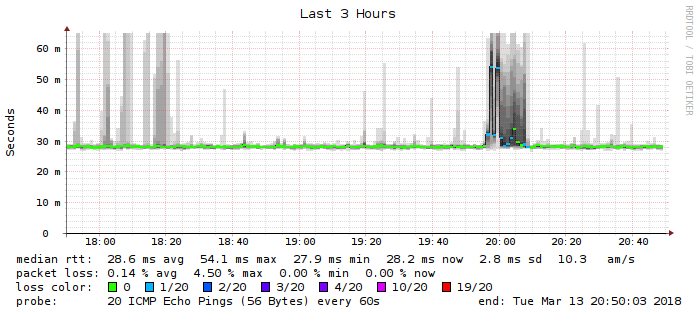 Last 3 Hours
RRDTOOL / TOBI OETIKER
Seconds
60 m
50 m
40 m
30 m
20 m
10 m
0
18:00 18:20 18:40 19:00 19:20 19:40 20:00 20:20 20:40
median rtt: 28.6 ms avg 54.1 ms max 27.9 ms min 28.2 ms now 2.8 ms sd 10.3 am/s
packet loss: 0.14 % avg 4.50 % max 0.00 % min 0.00 % now
loss color: 0 1/20 2/20 3/20 4/20 10/20 19/20
probe: 20 ICMP Echo Pings (56 Bytes) every 60s end: Tue Mar 13 20:50:03 2018